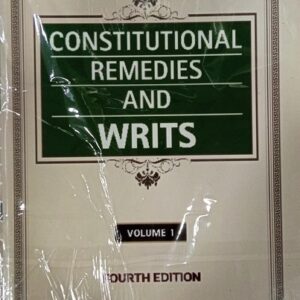 CONSTITUTIONAL
REMEDIES
AND
WRITS
VOLUME 1
FOURTH EDITION